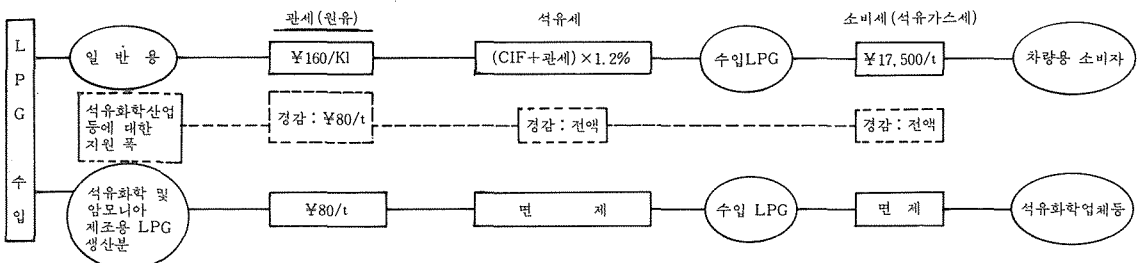 관세(원유) 석유세 소비세(석유가스세)
LPG 수입
일 반 용 ¥160/Kl (CIF+관세)×1.2% 수입LPG ¥17,500/t 차량용 소비자
석유화학산업
등에 대한
지원 폭
경감:¥80/t 경감:전액 경감:전액
석유화학 및
암모니아
제조용 LPG
생산분
¥80/t 면 제 수입 LPG 면 제 석유화학업체등